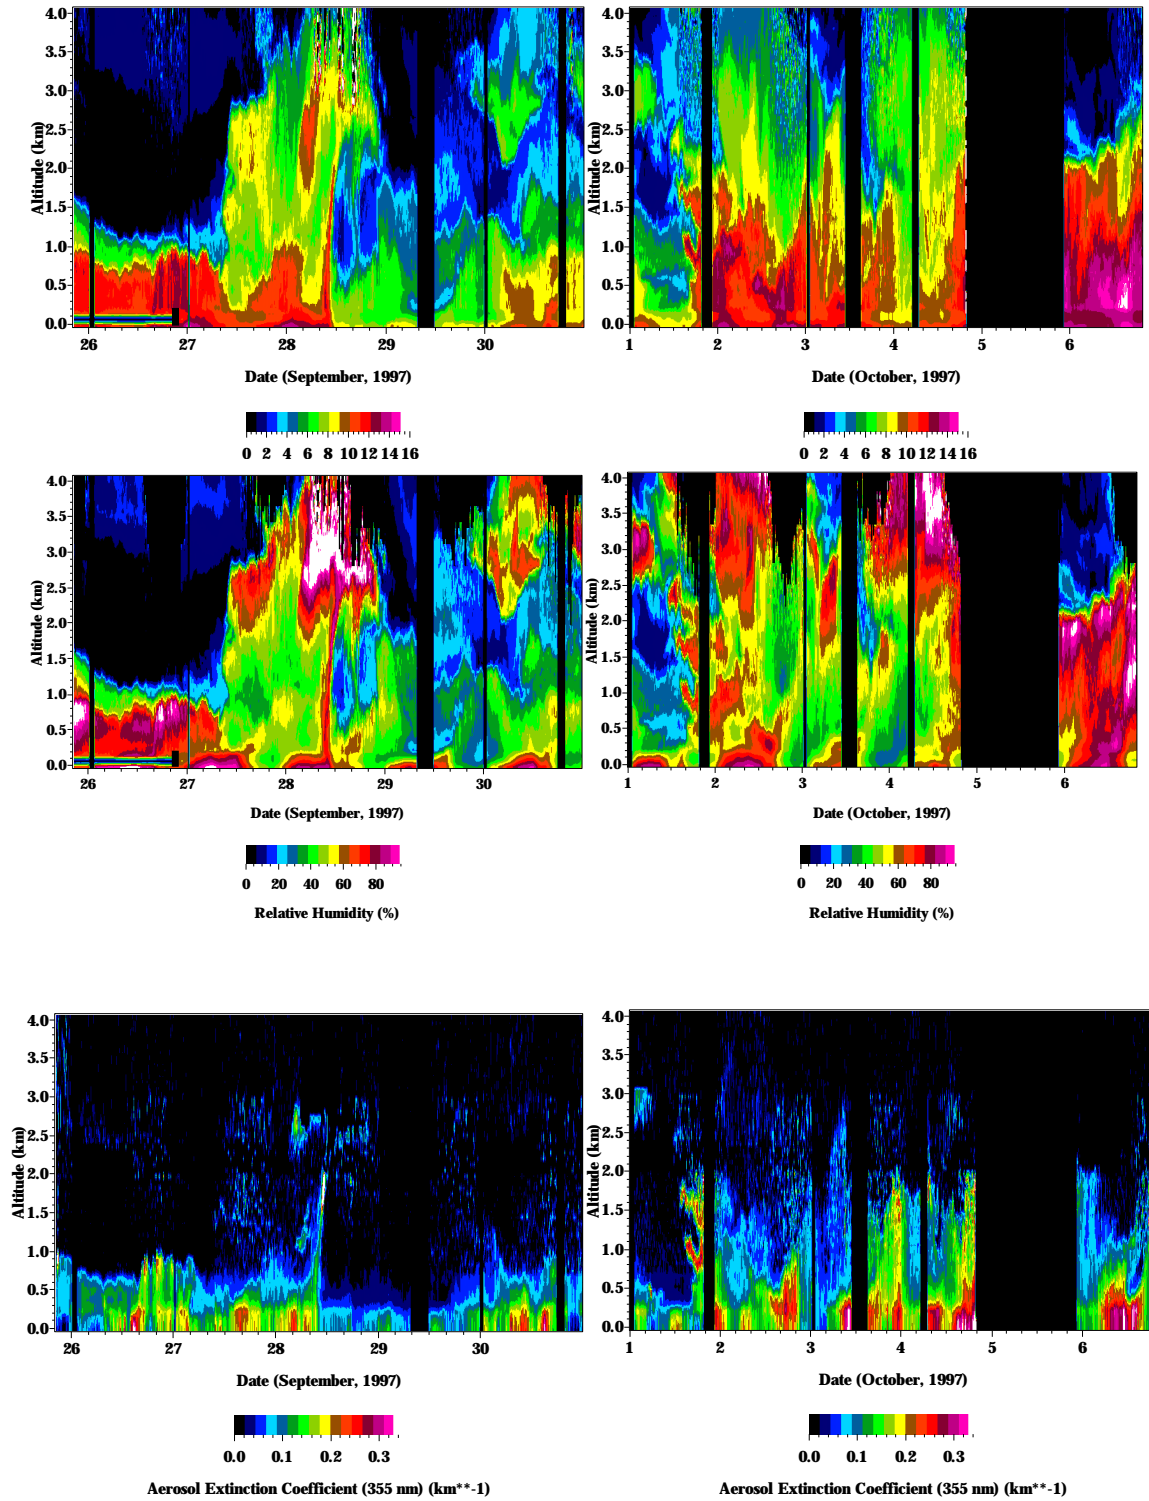 4.0
3.5
3.0
2.5
2.0
1.5
1.0
0.5
0.0
Altitude (km)
26 27 28 29 30
Date (September, 1997)
0 2 4 6 8 10 12 14 16
4.0
3.5
3.0
2.5
2.0
1.5
1.0
0.5
0.0
Altitude (km)
1 2 3 4 5 6
Date (October, 1997)
0 2 4 6 8 10 12 14 16
4.0
3.5
3.0
2.5
2.0
1.5
1.0
0.5
0.0
Altitude (km)
26 27 28 29 30
Date (September, 1997)
0 20 40 60 80
Relative Humidity (%)
4.0
3.5
3.0
2.5
2.0
1.5
1.0
0.5
0.0
Altitude (km)
1 2 3 4 5 6
Date (October, 1997)
0 20 40 60 80
Relative Humidity (%)
4.0
3.5
3.0
2.5
2.0
1.5
1.0
0.5
0.0
Altitude (km)
26 27 28 29 30
Date (September, 1997)
0.0 0.1 0.2 0.3
Aerosol Extinction Coefficient (355 nm) (km**-1)
4.0
3.5
3.0
2.5
2.0
1.5
1.0
0.5
0.0
Altitude (km)
1 2 3 4 5 6
Date (October, 1997)
0.0 0.1 0.2 0.3
Aerosol Extinction Coefficient (355 nm) (km**-1)